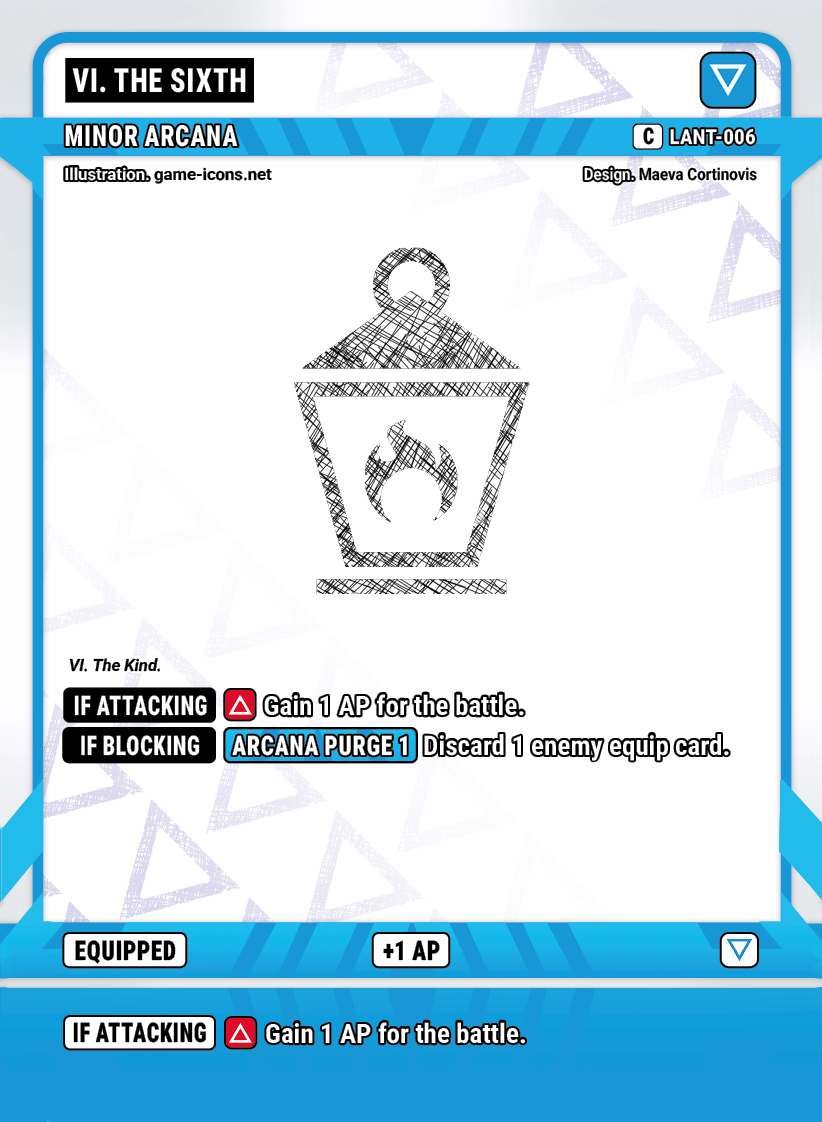 VI. THE SIXTH
MINOR ARCANA
C LANT-006
Illustration. game-icons.net
Design. Maeva Cortinovis
VI. The Kind.
IF ATTACKING Gain 1 AP for the battle.
IF BLOCKING ARCANA PURGE 1 Discard 1 enemy equip card.
EQUIPPED
+1 AP
IF ATTACKING Gain 1 AP for the battle.